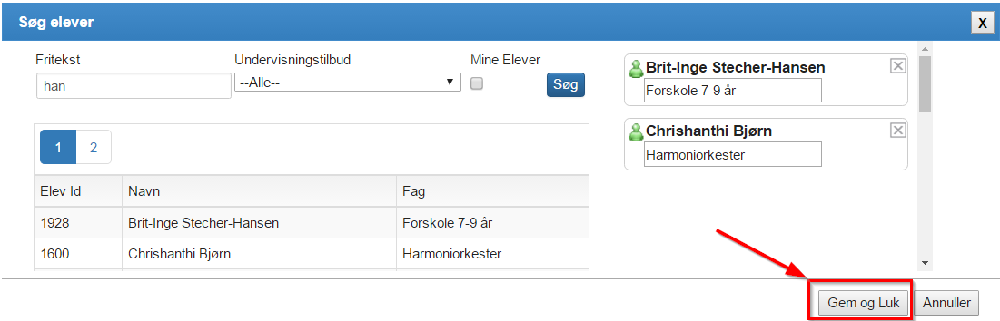 Søg elever
X
Fritekst
Undervisningstilbud
Mine Elever
han
--Alle--
Søg
1 2
Elev Id Navn Fag
1928 Brit-Inge Stecher-Hansen Forskole 7-9 år
1600 Chrishanthi Bjørn Harmoniorkester
Brit-Inge Stecher-Hansen
Forskole 7-9 år
Chrishanthi Bjørn
Harmoniorkester
Gem og Luk Annuller